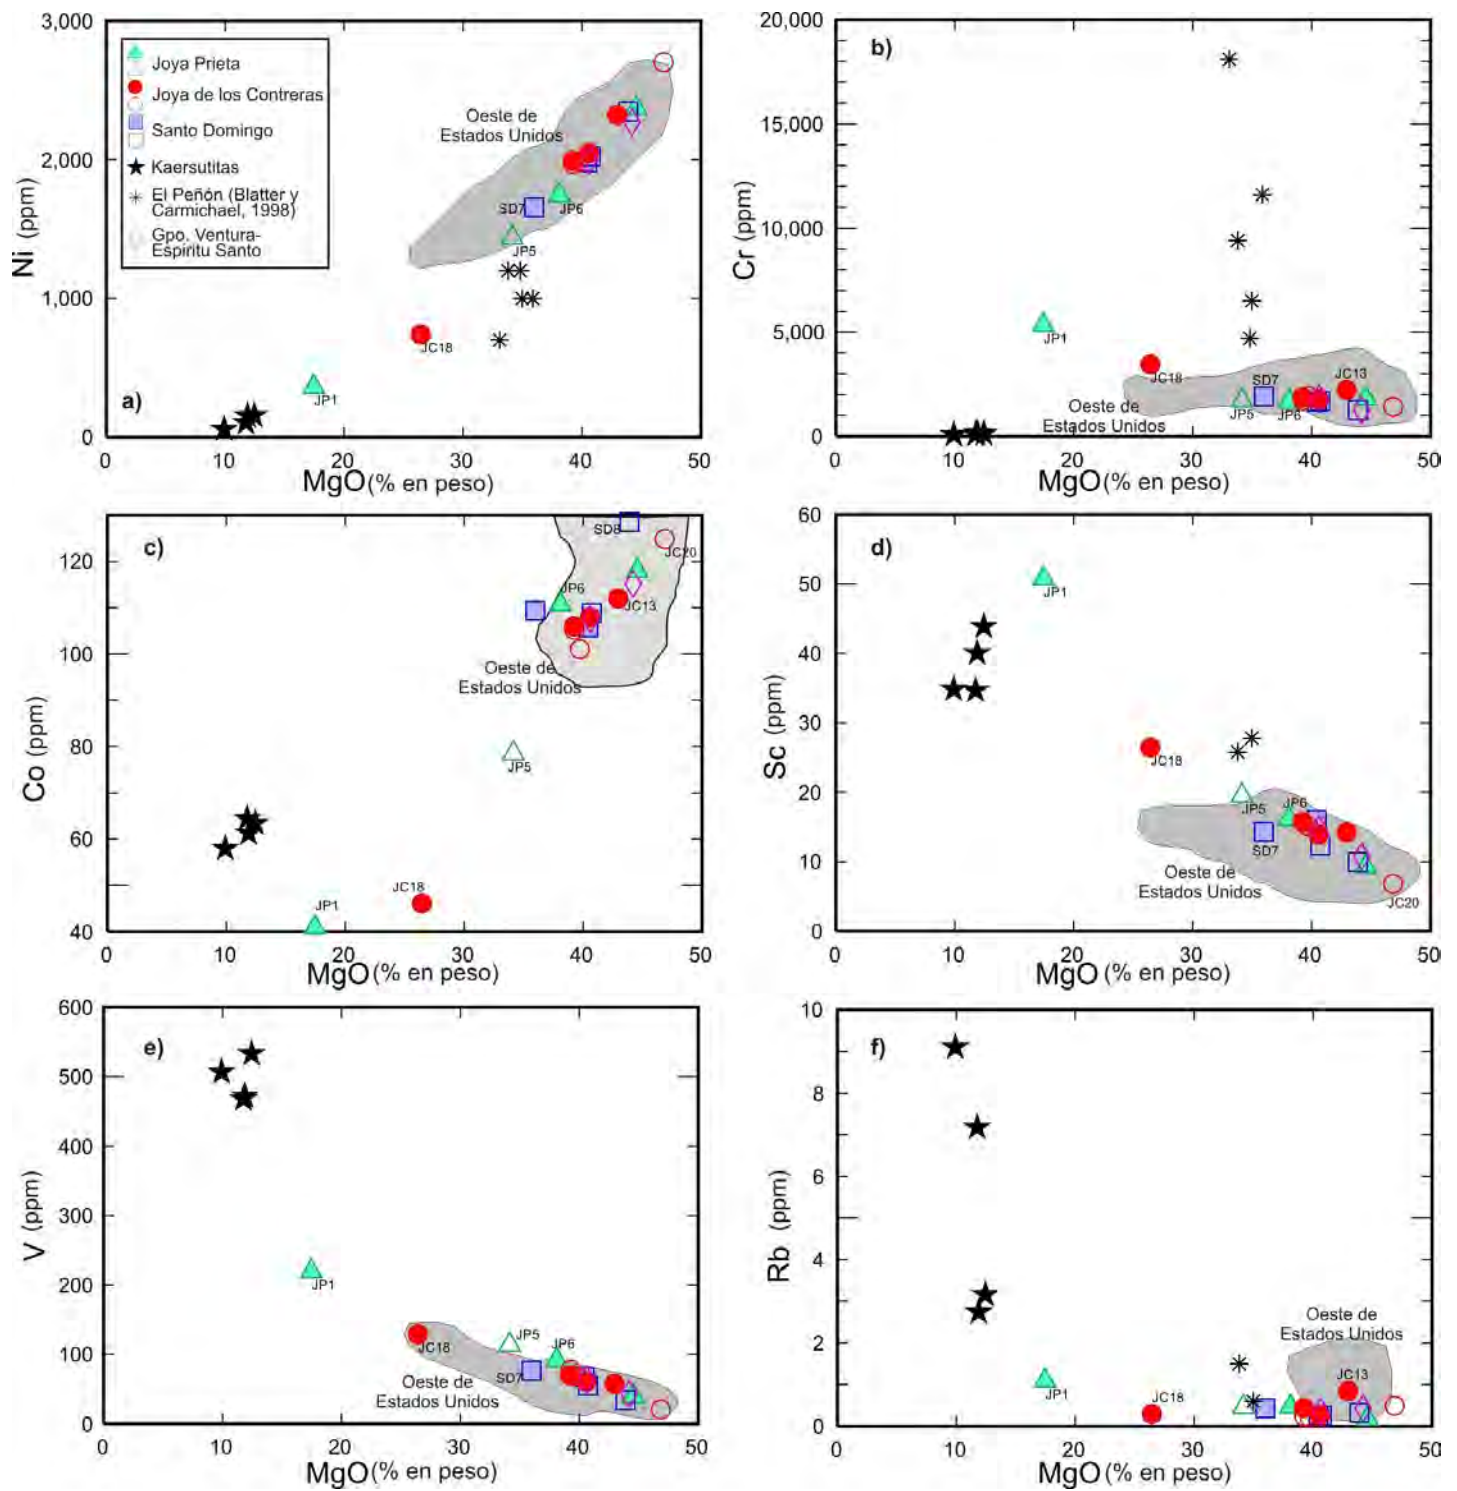 3,000
2,000
1,000
0
Ni (ppm)
Joya Prieta
Joya de los Contreras
Santo Domingo
Kaersutitas
El Peñón (Blatter y
Carmichael, 1998)
Gpo. Ventura-
Espiritu Santo
Oeste de
Estados Unidos
SD7
JP6
JP5
JC18
JP1
a)
0
10
20
30
40
50
MgO (% en peso)
20,000
15,000
10,000
5,000
0
Cr (ppm)
b)
JP1
JC18
SD7
JC13
JP5
JP6
Oeste de
Estados Unidos
0
10
20
30
40
50
MgO (% en peso)
120
100
80
60
40
Co (ppm)
c)
SD8
JC20
JP6
JC13
Oeste de
Estados Unidos
JP5
JC18
JP1
0
10
20
30
40
50
MgO (% en peso)
60
50
40
30
20
10
0
Sc (ppm)
d)
JP1
JC18
JP5
JP6
SD7
Oeste de
Estados Unidos
JC20
0
10
20
30
40
50
MgO (% en peso)
600
500
400
300
200
100
0
V (ppm)
e)
JP1
JC18
JP5
JP6
SD7
Oeste de
Estados Unidos
0
10
20
30
40
50
MgO (% en peso)
10
8
6
4
2
0
Rb (ppm)
f)
Oeste de
Estados Unidos
JC13
JP1
JC18
0
10
20
30
40
50
MgO (% en peso)